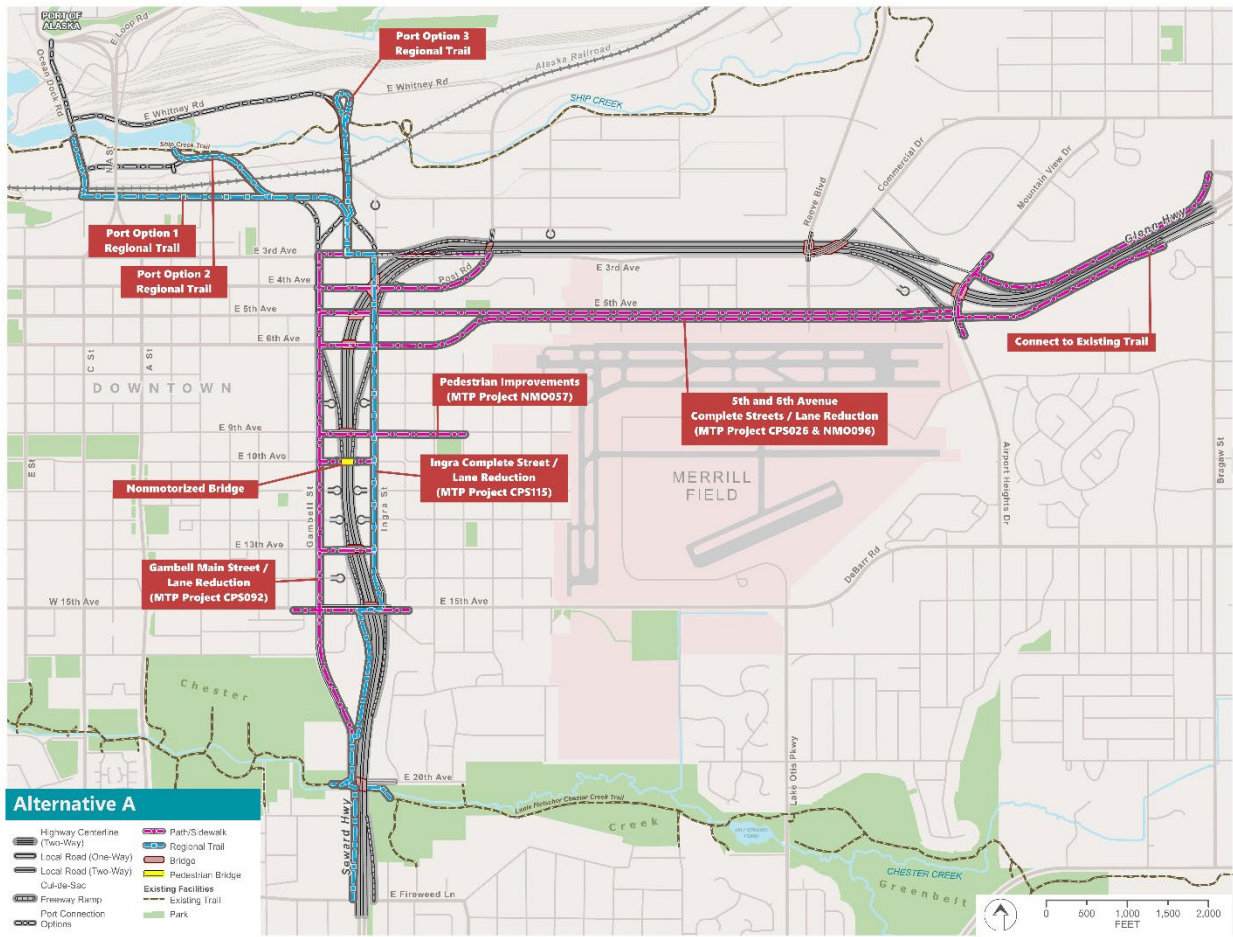 PORT OF
ALASKA
E Loop Rd
Ocean Dock Rd
Port Option 3
Regional Trail
Alaska Railroad
E Whitney Rd
E Whitney Rd
SHIP CREEK
Ship Creek Trail
N A St
Reeve Blvd
Commercial Dr
Mountain View Dr
Glenn Hwy
Port Option 1
Regional Trail
Port Option 2
Regional Trail
E 3rd Ave
E 3rd Ave
E 4th Ave
Post Rd
E 5th Ave
E 5th Ave
E 6th Ave
Connect to Existing Trail
C St
A St
DOWNTOWN
Pedestrian Improvements
(MTP Project NMO057)
5th and 6th Avenue
Complete Streets / Lane Reduction
(MTP Project CPS026 & NMO096)
E 9th Ave
E 10th Ave
E St
Ingra Complete Street /
Lane Reduction
(MTP Project CPS115)
Nonmotorized Bridge
MERRILL
FIELD
Airport Heights Dr
Bragaw St
Gambell St
Ingra St
E 13th Ave
DeBarr Rd
Gambell Main Street /
Lane Reduction
(MTP Project CPS092)
W 15th Ave
E 15th Ave
Chester
E 20th Ave
Lanie Fleischer Chester Creek Trail
Creek
Lake Otis Pkwy
CHESTER CREEK
Greenbelt
Seward Hwy
E Fireweed Ln
Alternative A
Highway Centerline
(Two-Way)
Local Road (One-Way)
Local Road (Two-Way)
Cul-de-Sac
Freeway Ramp
Port Connection
Options
Path/Sidewalk
Regional Trail
Bridge
Pedestrian Bridge
Existing Facilities
Existing Trail
Park
0 500 1,000 1,500 2,000
FEET